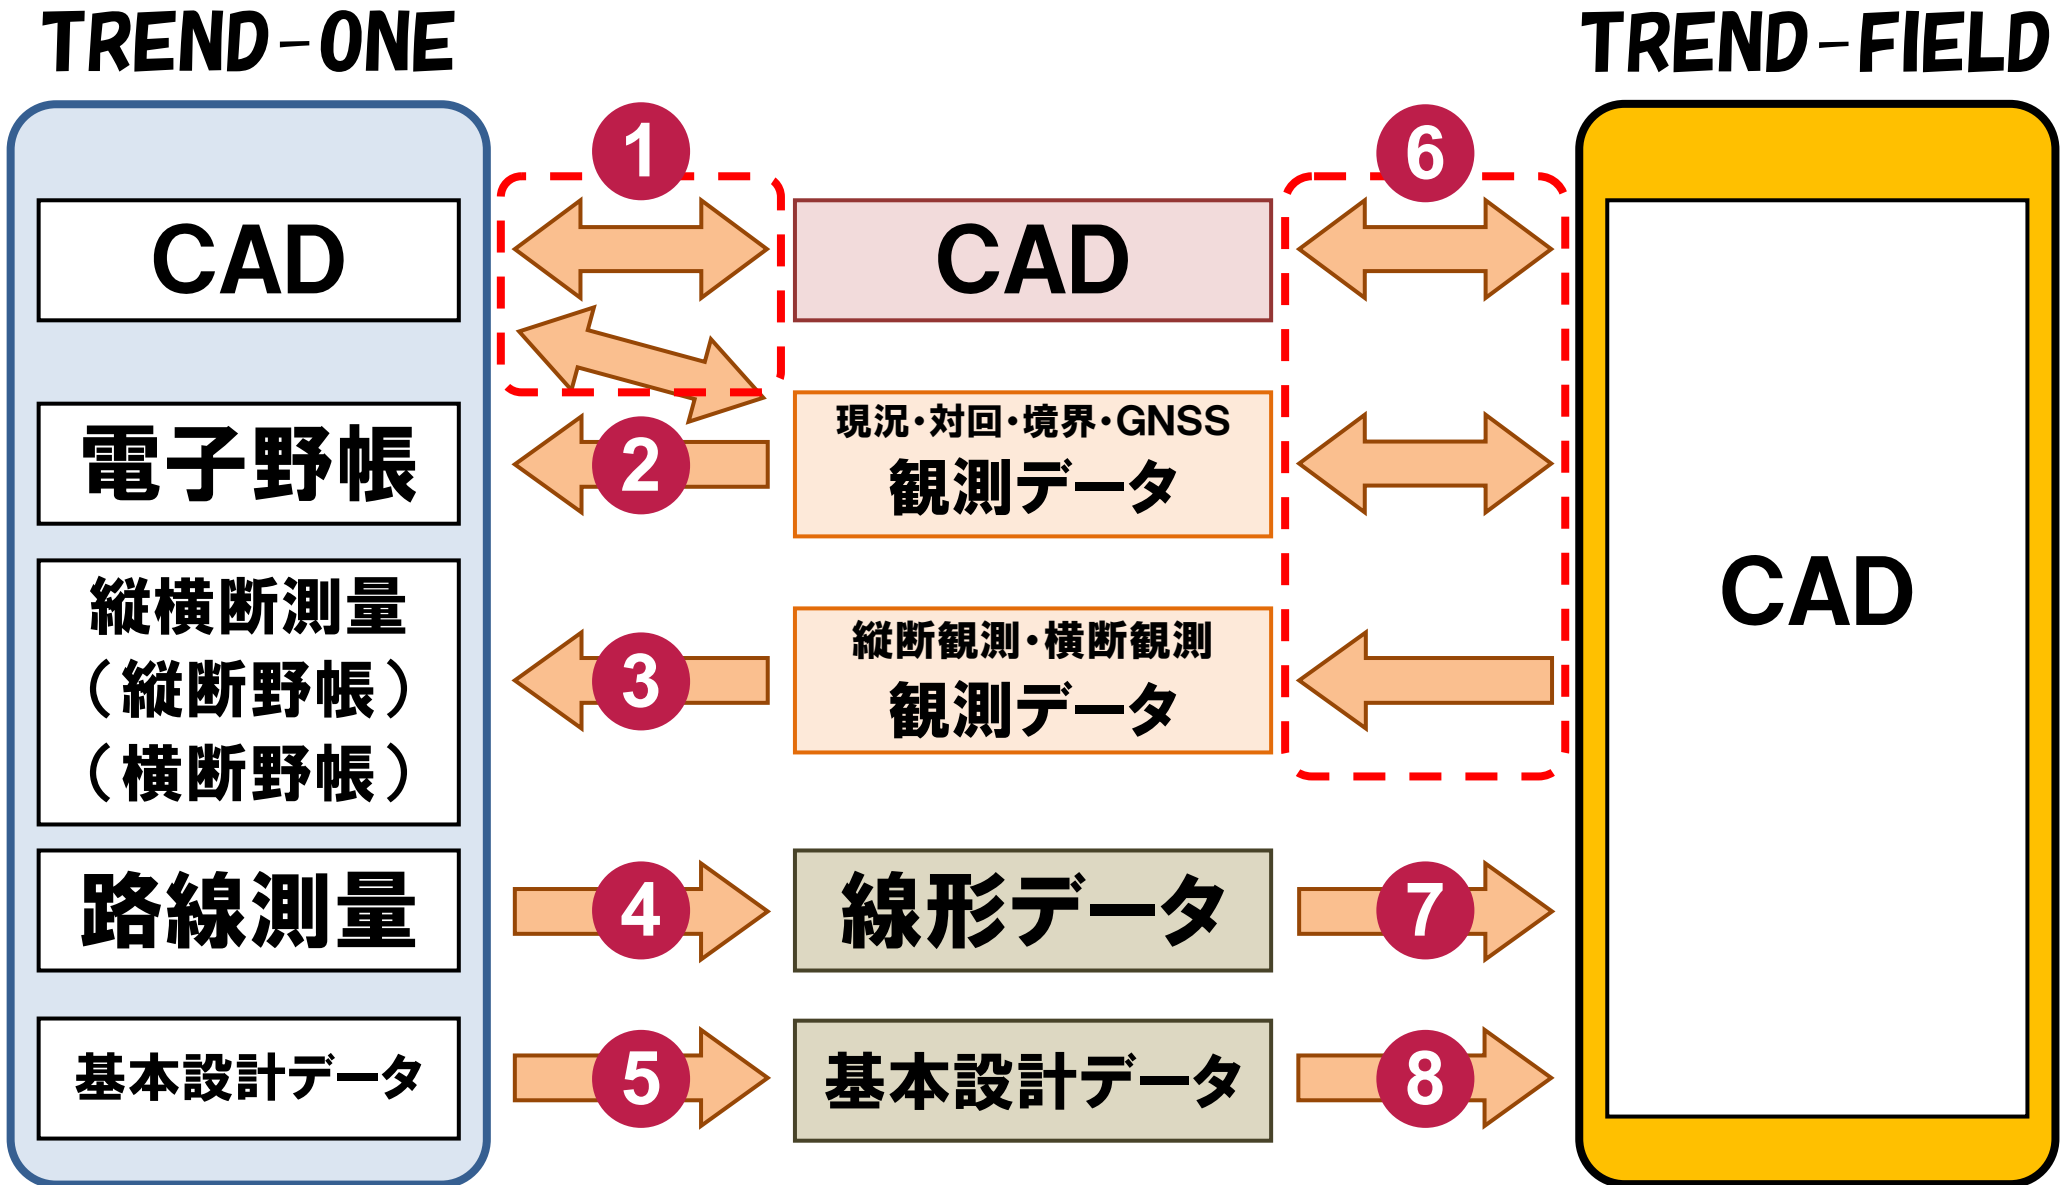 TREND-ONE
TREND-FIELD
1
6
CAD
CAD
CAD
電子野帳
2
現況・対回・境界・GNSS
観測データ
縦横断測量
(縦断野帳)
(横断野帳)
3
縦断観測・横断観測
観測データ
路線測量
4
線形データ
7
基本設計データ
5
基本設計データ
8